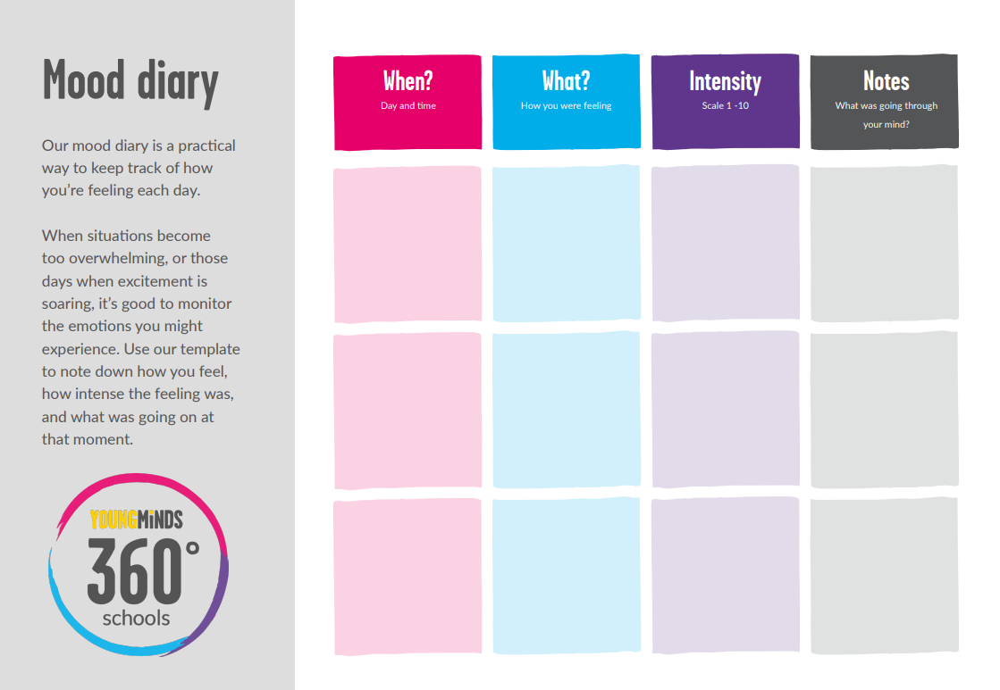 Mood diary
Our mood diary is a practical
way to keep track of how
you’re feeling each day.
When situations become
too overwhelming, or those
days when excitement is
soaring, it’s good to monitor
the emotions you might
experience. Use our template
to note down how you feel,
how intense the feeling was,
and what was going on at
that moment.
YOUNGMiNDS
360°
schools
When?
Day and time
What?
How you were feeling
Intensity
Scale 1 -10
Notes
What was going through
your mind?